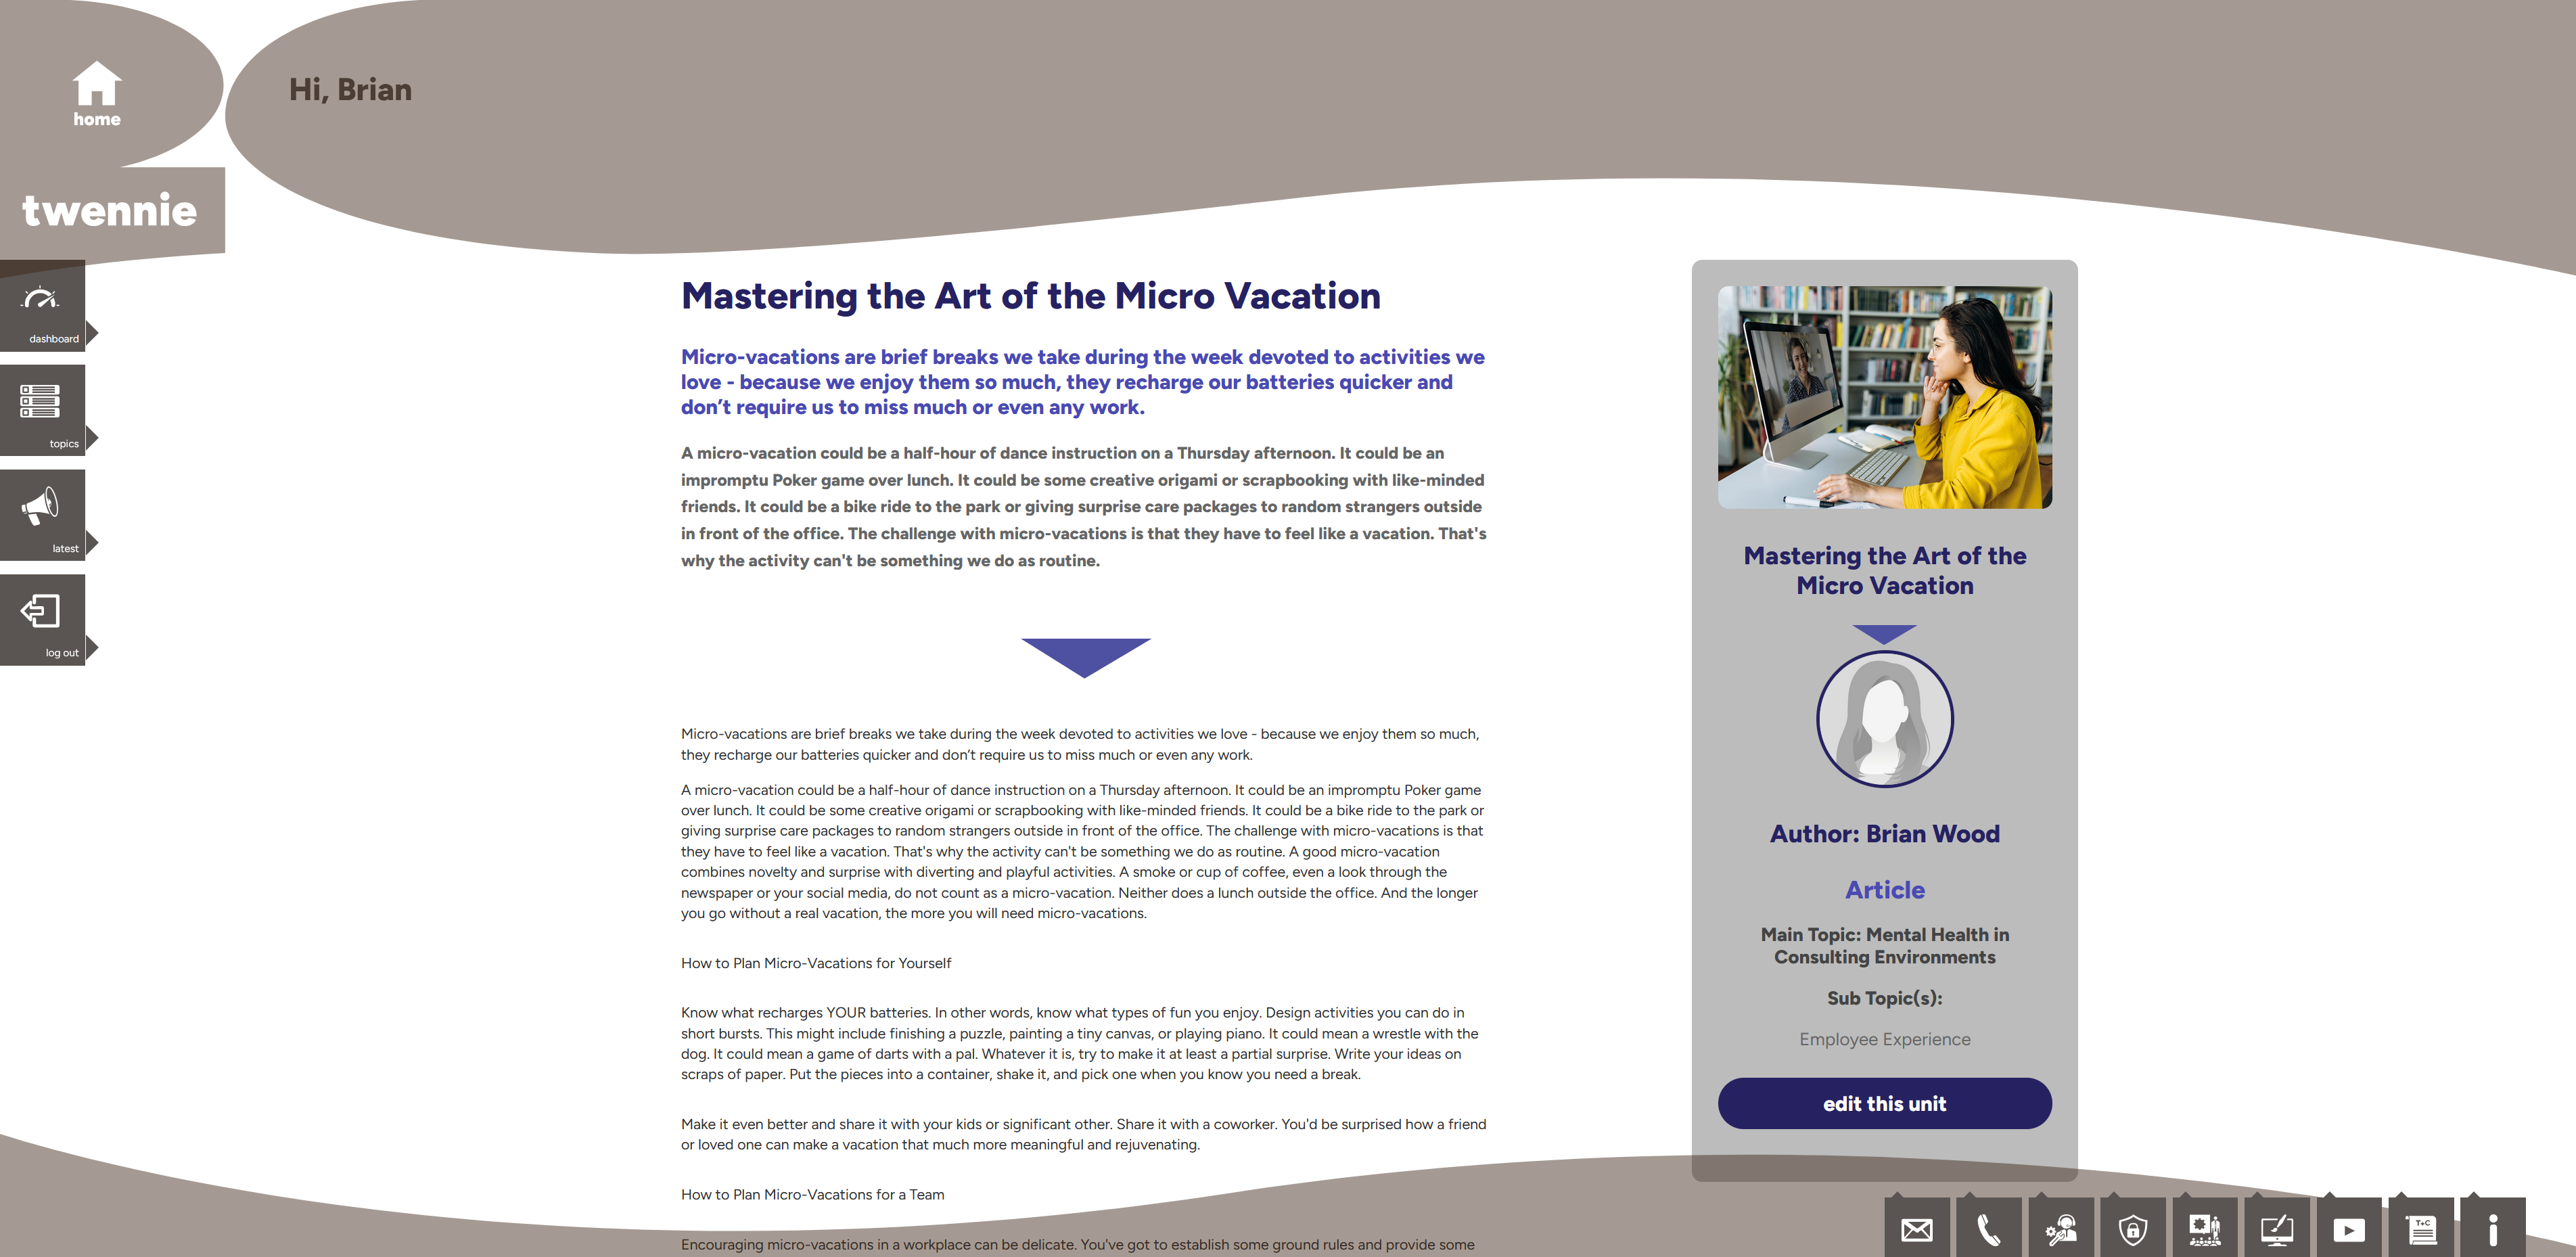 home
Hi, Brian
twennie
dashboard
topics
latest
log out
Mastering the Art of the Micro Vacation
Micro-vacations are brief breaks we take during the week devoted to activities we
love - because we enjoy them so much, they recharge our batteries quicker and
don’t require us to miss much or even any work.
A micro-vacation could be a half-hour of dance instruction on a Thursday afternoon. It could be an
impromptu Poker game over lunch. It could be some creative origami or scrapbooking with like-minded
friends. It could be a bike ride to the park or giving surprise care packages to random strangers outside
in front of the office. The challenge with micro-vacations is that they have to feel like a vacation. That's
why the activity can't be something we do as routine.
Micro-vacations are brief breaks we take during the week devoted to activities we love - because we enjoy them so much,
they recharge our batteries quicker and don’t require us to miss much or even any work.
A micro-vacation could be a half-hour of dance instruction on a Thursday afternoon. It could be an impromptu Poker game
over lunch. It could be some creative origami or scrapbooking with like-minded friends. It could be a bike ride to the park or
giving surprise care packages to random strangers outside in front of the office. The challenge with micro-vacations is that
they have to feel like a vacation. That's why the activity can't be something we do as routine. A good micro-vacation
combines novelty and surprise with diverting and playful activities. A smoke or cup of coffee, even a look through the
newspaper or your social media, do not count as a micro-vacation. Neither does a lunch outside the office. And the longer
you go without a real vacation, the more you will need micro-vacations.
How to Plan Micro-Vacations for Yourself
Know what recharges YOUR batteries. In other words, know what types of fun you enjoy. Design activities you can do in
short bursts. This might include finishing a puzzle, painting a tiny canvas, or playing piano. It could mean a wrestle with the
dog. It could mean a game of darts with a pal. Whatever it is, try to make it at least a partial surprise. Write your ideas on
scraps of paper. Put the pieces into a container, shake it, and pick one when you know you need a break.
Make it even better and share it with your kids or significant other. Share it with a coworker. You'd be surprised how a friend
or loved one can make a vacation that much more meaningful and rejuvenating.
How to Plan Micro-Vacations for a Team
Encouraging micro-vacations in a workplace can be delicate. You've got to establish some ground rules and provide some
Mastering the Art of the
Micro Vacation
Author: Brian Wood
Article
Main Topic: Mental Health in
Consulting Environments
Sub Topic(s):
Employee Experience
edit this unit
T+C